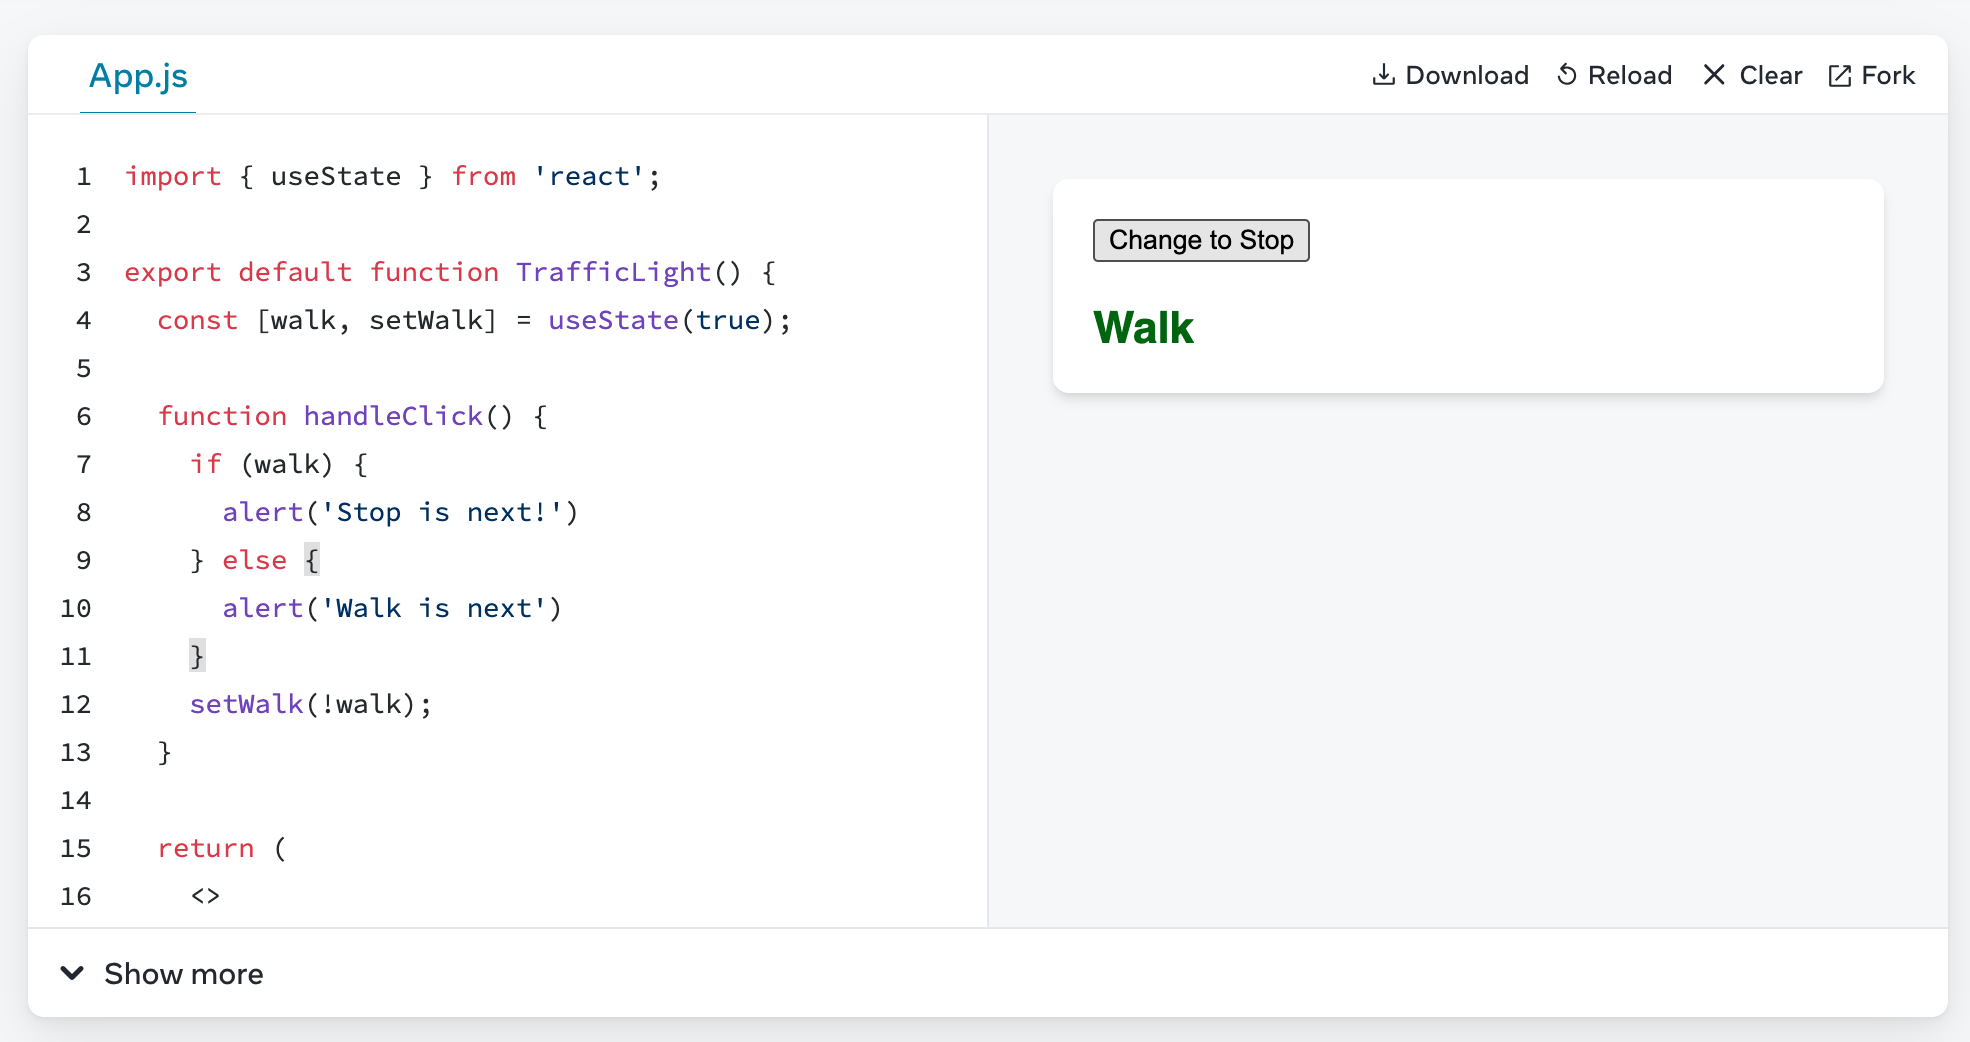 App.js
Download Reload Clear Fork
1 import { useState } from 'react';
2
3 export default function TrafficLight() {
4   const [walk, setWalk] = useState(true);
5
6   function handleClick() {
7     if (walk) {
8       alert('Stop is next!')
9     } else {
10       alert('Walk is next')
11     }
12     setWalk(!walk);
13   }
14
15   return (
16     <>
Show more
Change to Stop
Walk